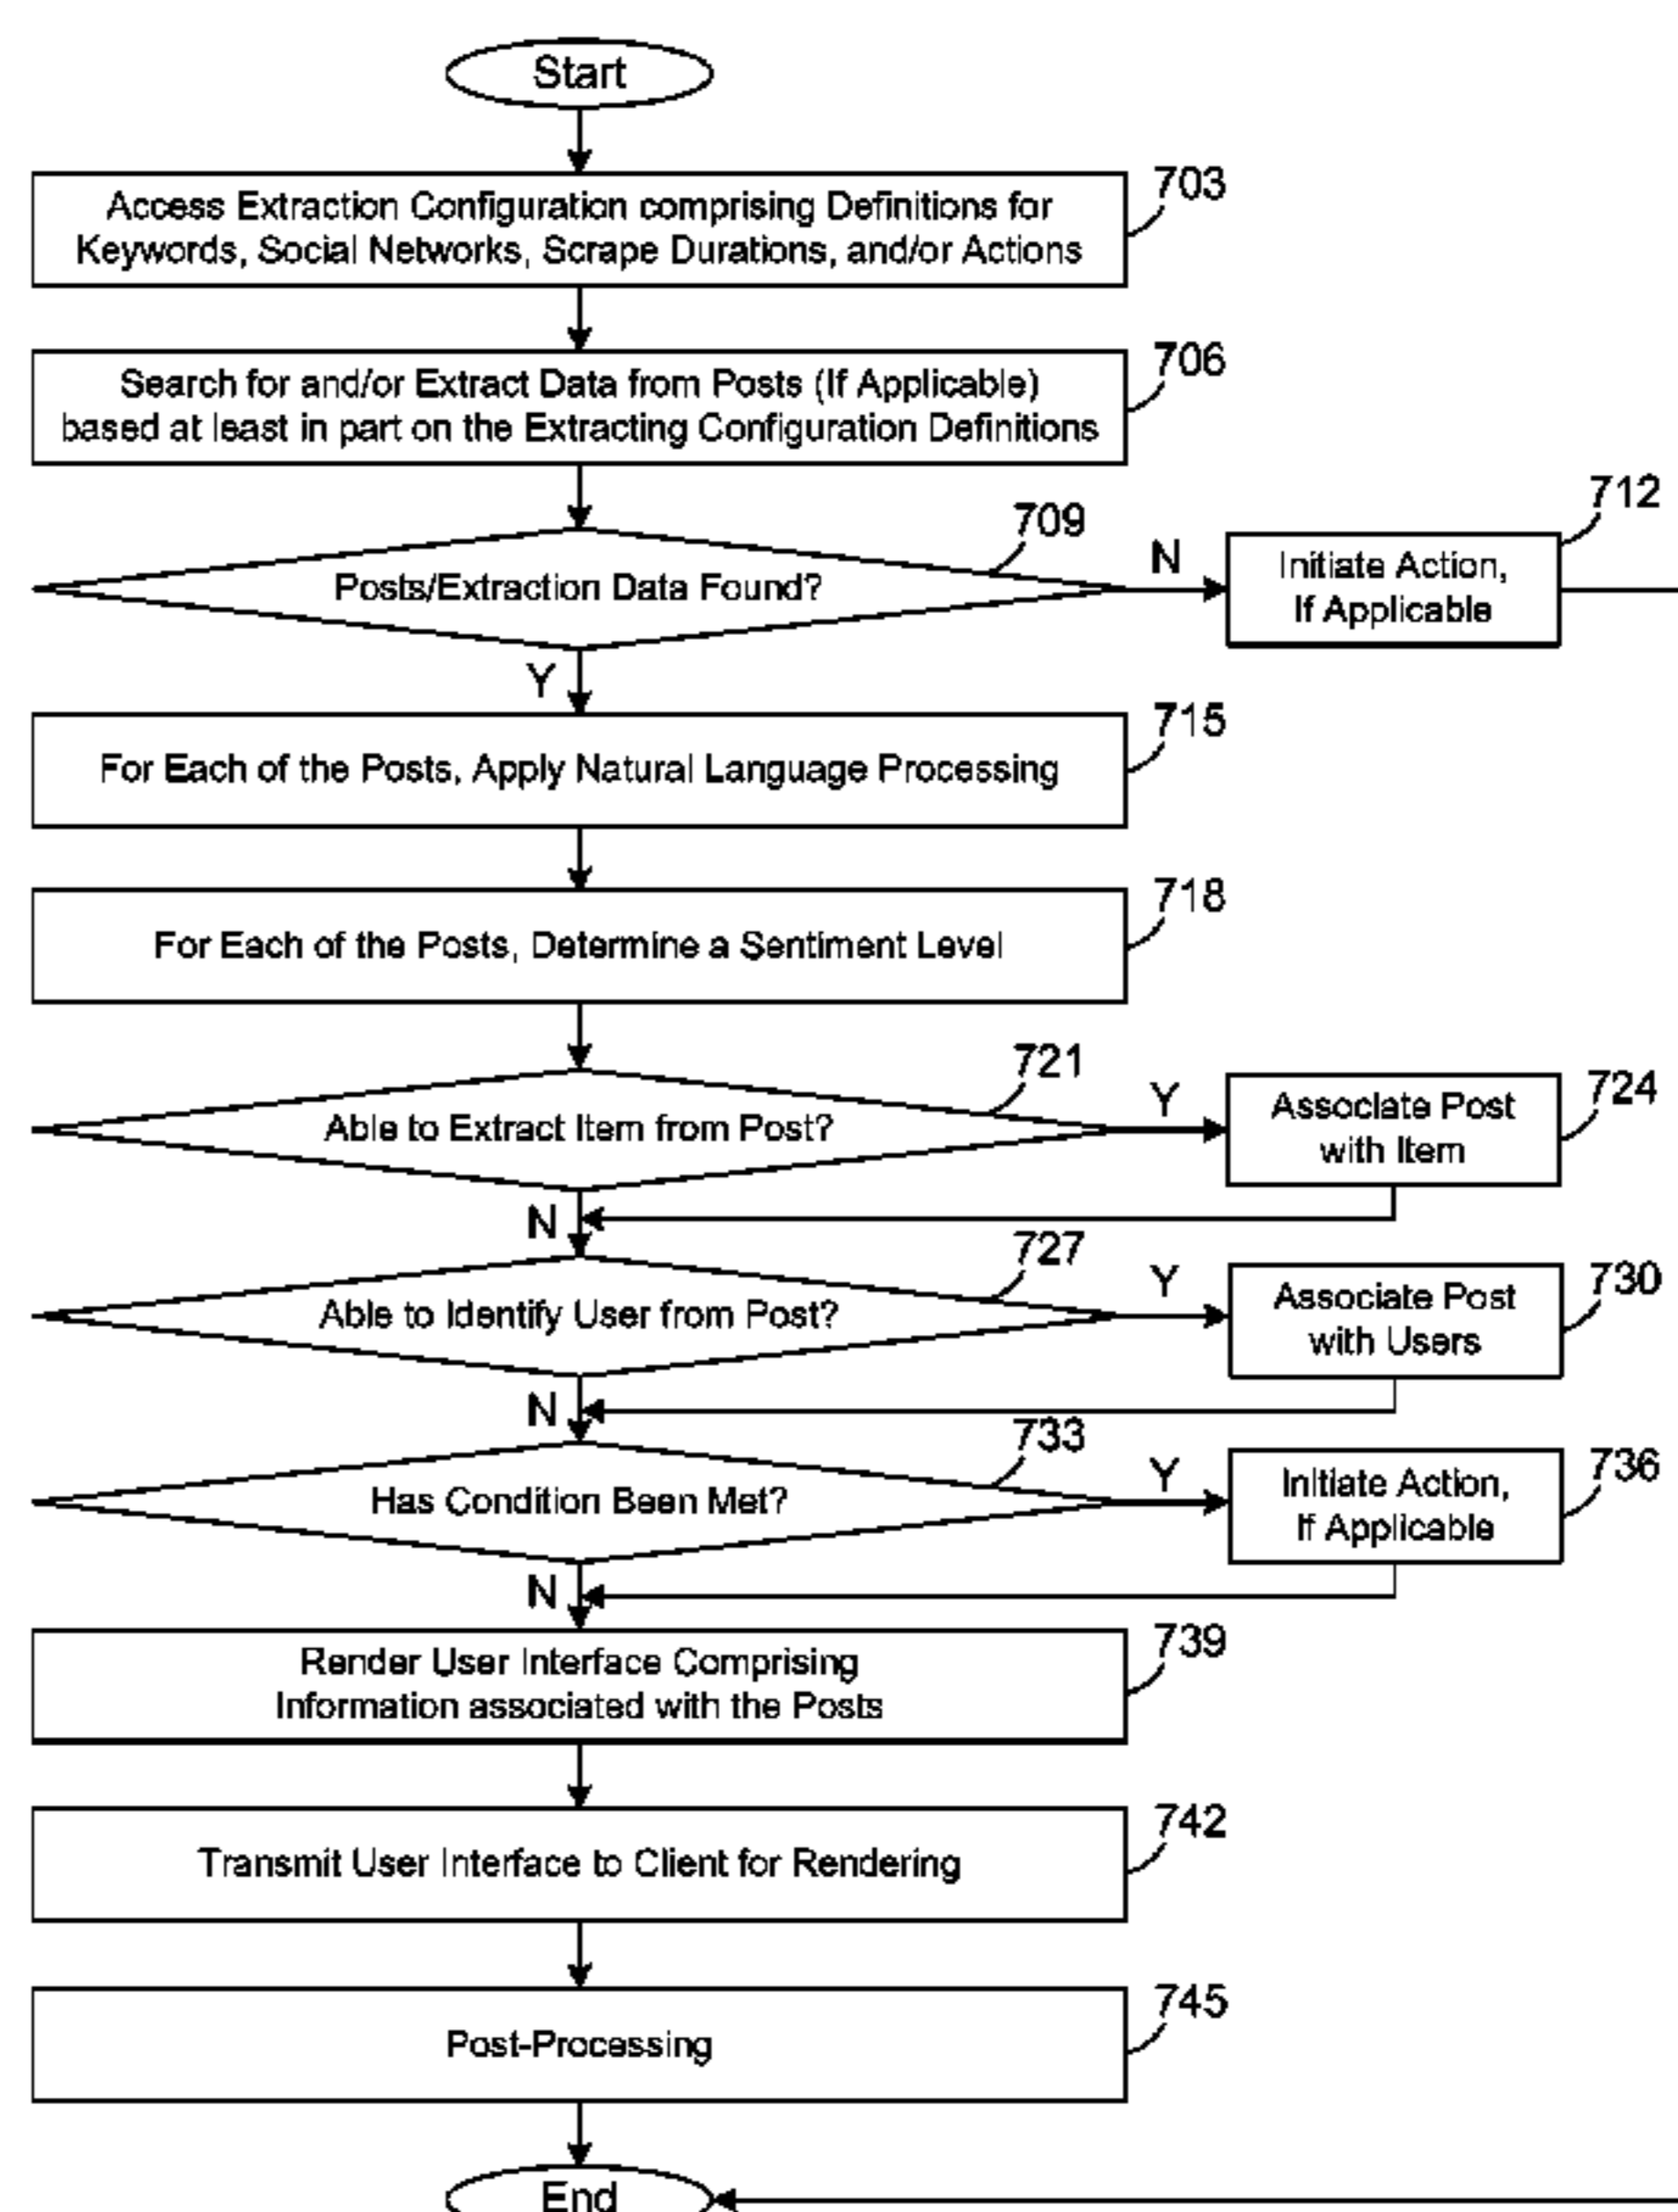 Start
703
Access Extraction Configuration comprising Definitions for
Keywords, Social Networks, Scrape Durations, and/or Actions
706
Search for and/or Extract Data from Posts (If Applicable)
based at least in part on the Extracting Configuration Definitions
709
Posts/Extraction Data Found?
N
712
Initiate Action,
If Applicable
Y
715
For Each of the Posts, Apply Natural Language Processing
718
For Each of the Posts, Determine a Sentiment Level
721
Able to Extract Item from Post?
Y
724
Associate Post
with Item
N
727
Able to Identify User from Post?
Y
730
Associate Post
with Users
N
733
Has Condition Been Met?
Y
736
Initiate Action,
If Applicable
N
739
Render User Interface Comprising
Information associated with the Posts
742
Transmit User Interface to Client for Rendering
745
Post-Processing
End